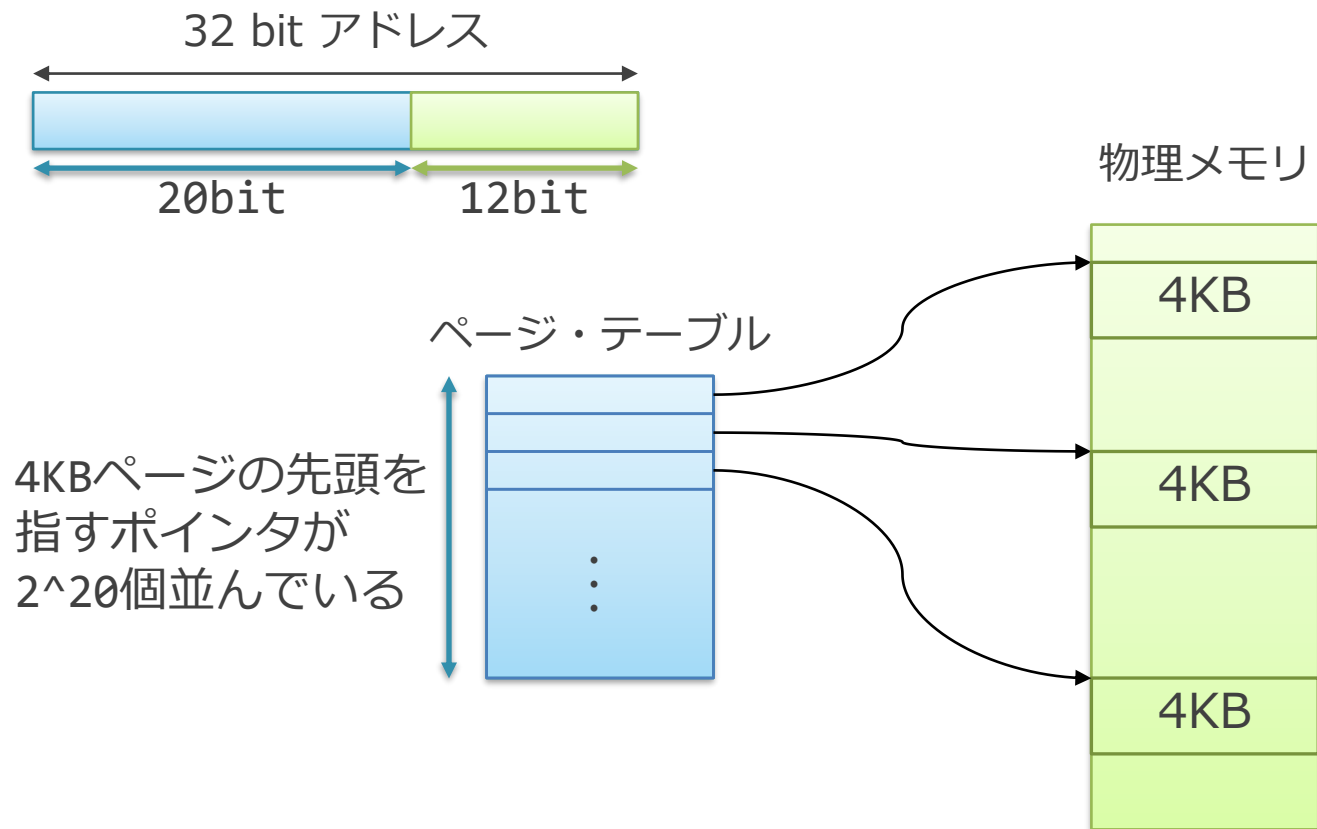 32 bit アドレス
20bit
12bit
物理メモリ
4KB
ページ・テーブル
4KBページの先頭を
指すポインタが
2^20個並んでいる
4KB
4KB